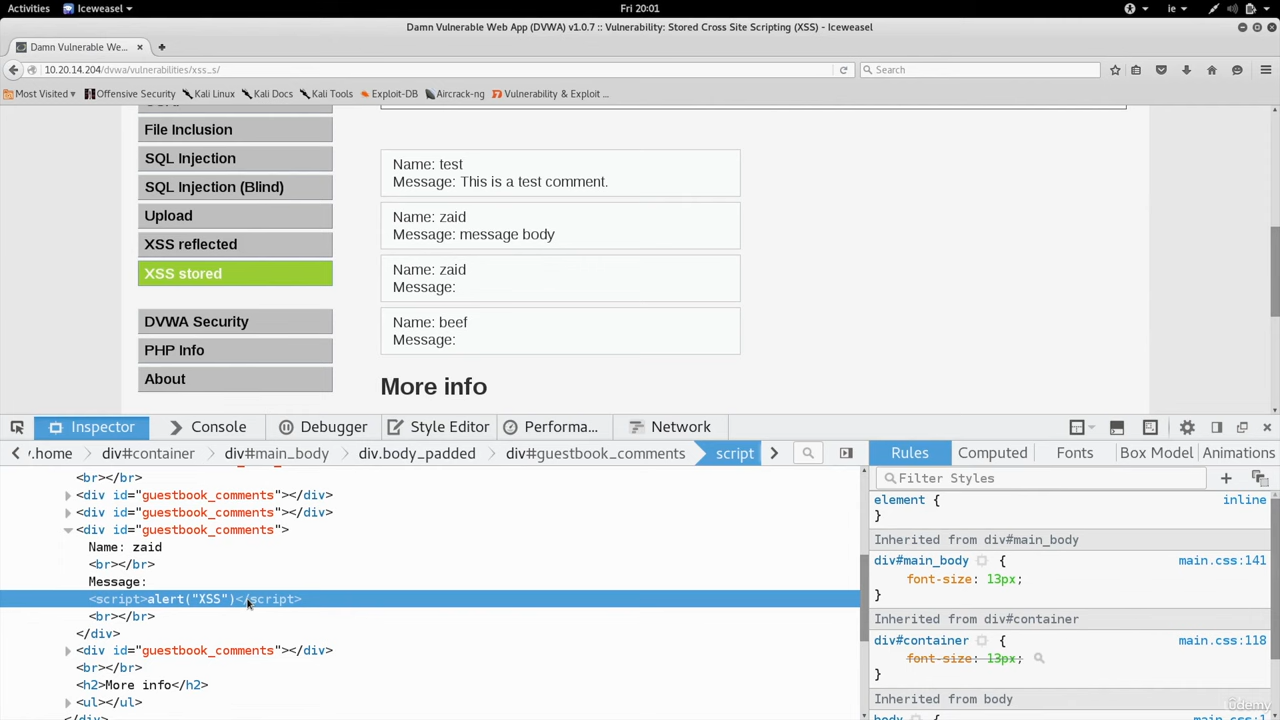 Activities Iceweasel Fri 20:01 ie
Damn Vulnerable Web App (DVWA) v1.0.7 :: Vulnerability: Stored Cross Site Scripting (XSS) - Iceweasel
Damn Vulnerable We... × +
10.20.14.204/dvwa/vulnerabilities/xss_s/ Search
Most Visited Offensive Security Kali Linux Kali Docs Kali Tools Exploit-DB Aircrack-ng Vulnerability & Exploit ...
File Inclusion
SQL Injection
SQL Injection (Blind)
Upload
XSS reflected
XSS stored
DVWA Security
PHP Info
About
Name: test
Message: This is a test comment.
Name: zaid
Message: message body
Name: zaid
Message:
Name: beef
Message:
More info
Inspector Console Debugger Style Editor Performa... Network
.home div#container div#main_body div.body_padded div#guestbook_comments script
Rules Computed Fonts Box Model Animations
<br></br>
<div id="guestbook_comments"></div>
<div id="guestbook_comments"></div>
<div id="guestbook_comments">
Name: zaid
<br></br>
Message:
<script>alert("XSS")</script>
<br></br>
</div>
<div id="guestbook_comments"></div>
<br></br>
<h2>More info</h2>
<ul></ul>
</div>
Filter Styles +
element { inline
}
Inherited from div#main_body
div#main_body { main.css:141
font-size: 13px;
}
Inherited from div#container
div#container { main.css:118
font-size: 13px;
}
Inherited from body
body { main.css:1
ûdemy